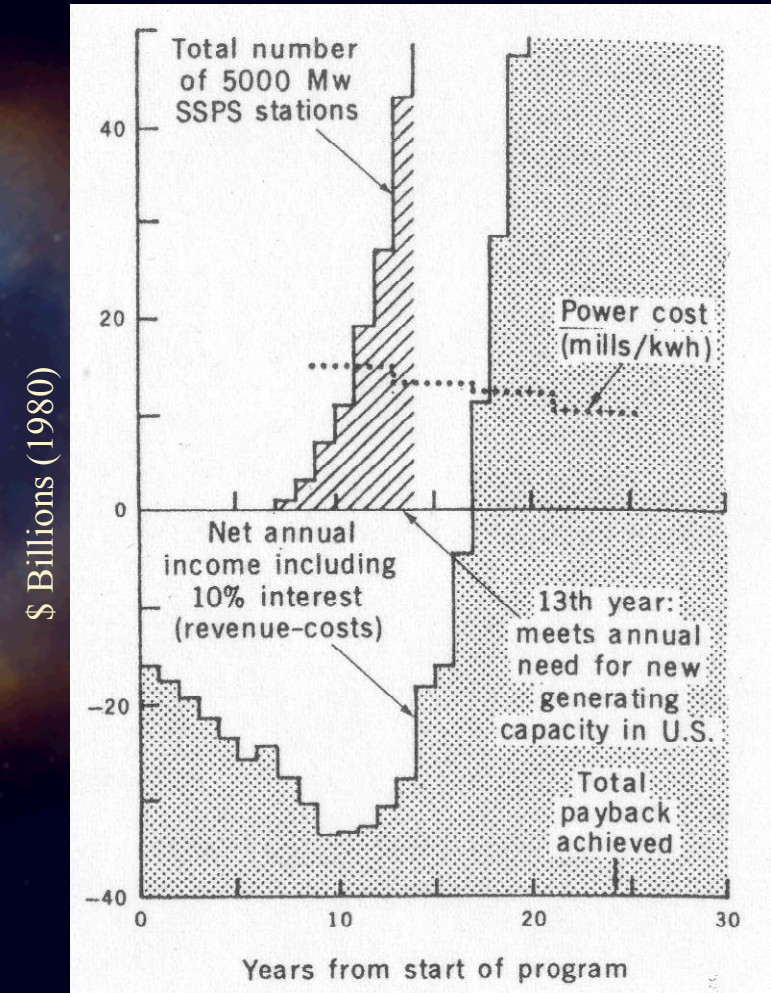 Total number
of 5000 Mw
SSPS stations
40
20
Power cost
(mills/kwh)
$ Billions (1980)
0
Net annual
income including
10% interest
(revenue-costs)
13th year:
meets annual
need for new
generating
capacity in U.S.
-20
Total
payback
achieved
-40
0
10
20
30
Years from start of program